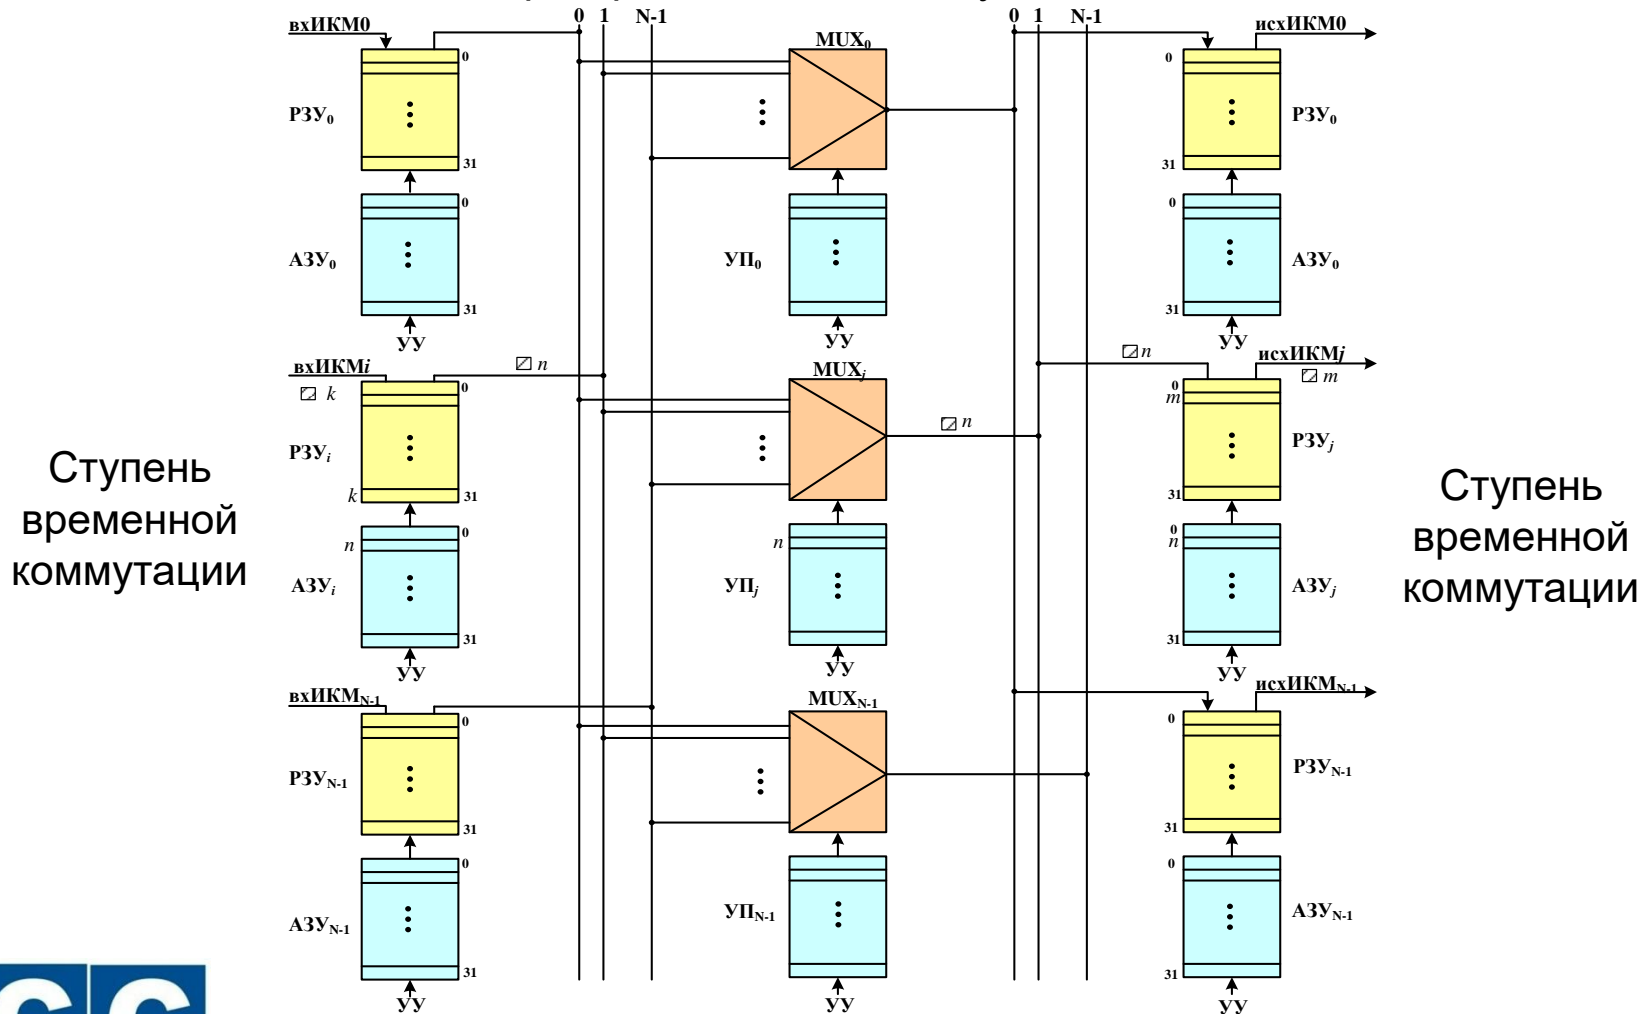 0 1 N-1
0 1 N-1
вхИКМ0
MUX0
исхИКМ0
0
0
РЗУ0
РЗУ0
31
31
0
0
АЗУ0
УП0
АЗУ0
31
31
УУ
УУ
УУ
вхИКМi
n
MUXj
n
исхИКМj
k
m
0
0
m
n
РЗУi
РЗУj
k
31
31
n
0
n
0
n
АЗУi
УПj
АЗУj
31
31
УУ
УУ
УУ
Ступень
временной
коммутации
Ступень
временной
коммутации
вхИКМN-1
MUXN-1
исхИКМN-1
0
0
РЗУN-1
РЗУN-1
31
31
0
0
АЗУN-1
УПN-1
АЗУN-1
31
31
УУ
УУ
УУ